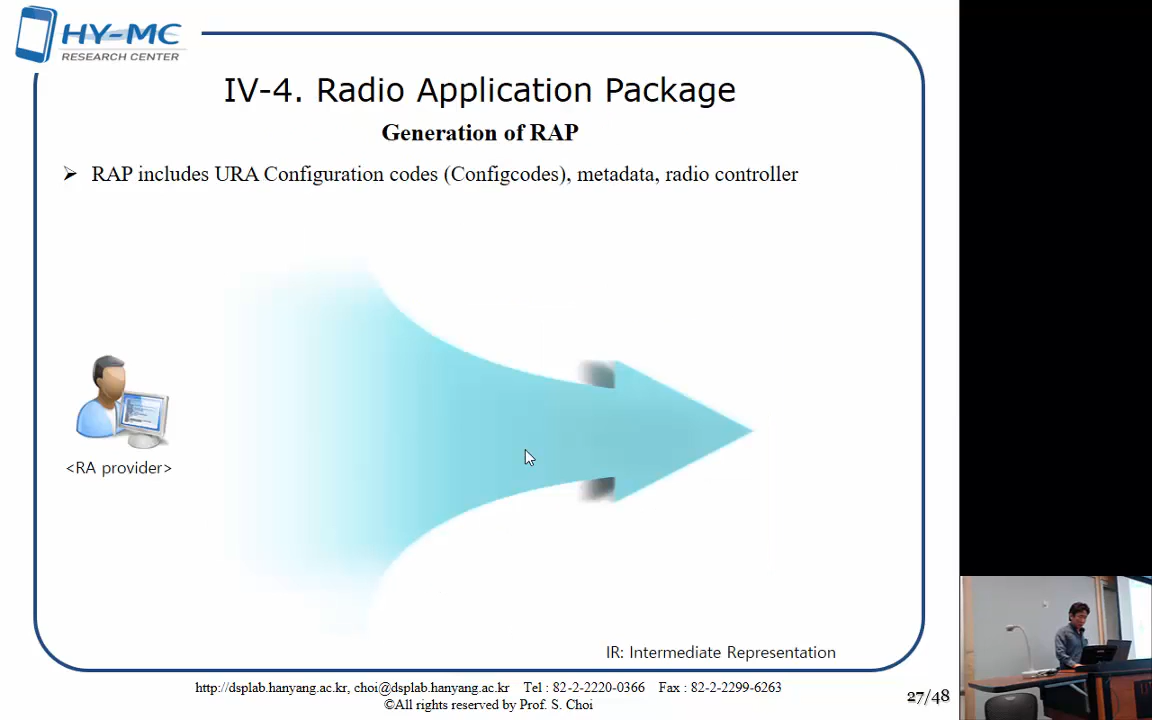 HY-MC
RESEARCH CENTER
IV-4. Radio Application Package
Generation of RAP
RAP includes URA Configuration codes (Configcodes), metadata, radio controller
<RA provider>
IR: Intermediate Representation
http://dsplab.hanyang.ac.kr, choi@dsplab.hanyang.ac.kr Tel : 82-2-2220-0366 Fax : 82-2-2299-6263
©All rights reserved by Prof. S. Choi
27/48